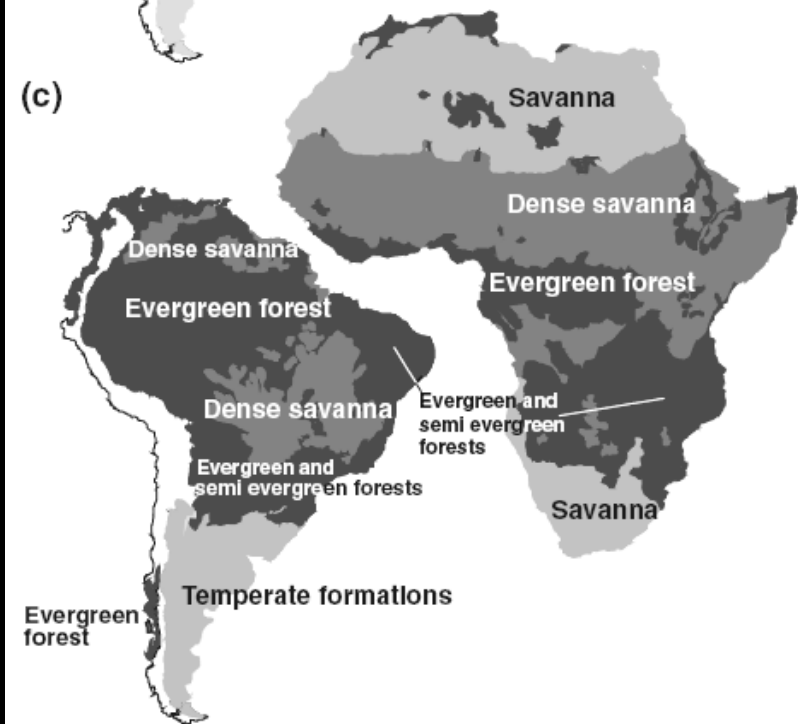 (c)
Savanna
Dense savanna
Dense savanna
Evergreen forest
Evergreen forest
Dense savanna
Evergreen and
semi evergreen
forests
Evergreen and
semi evergreen forests
Savanna
Temperate formations
Evergreen
forest